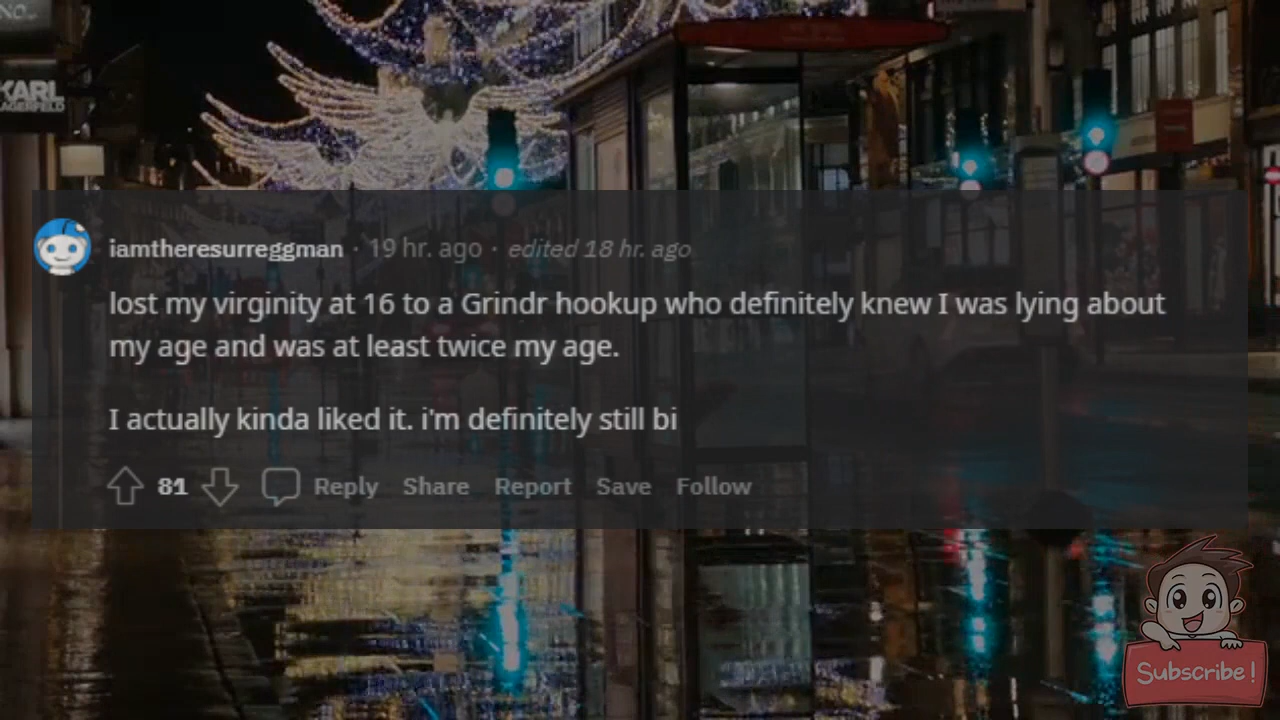 NO...
KARL
LAGERFELD
iamtheresurreggman · 19 hr. ago · edited 18 hr. ago
lost my virginity at 16 to a Grindr hookup who definitely knew I was lying about
my age and was at least twice my age.
I actually kinda liked it. i'm definitely still bi
81 Reply Share Report Save Follow
Subscribe!